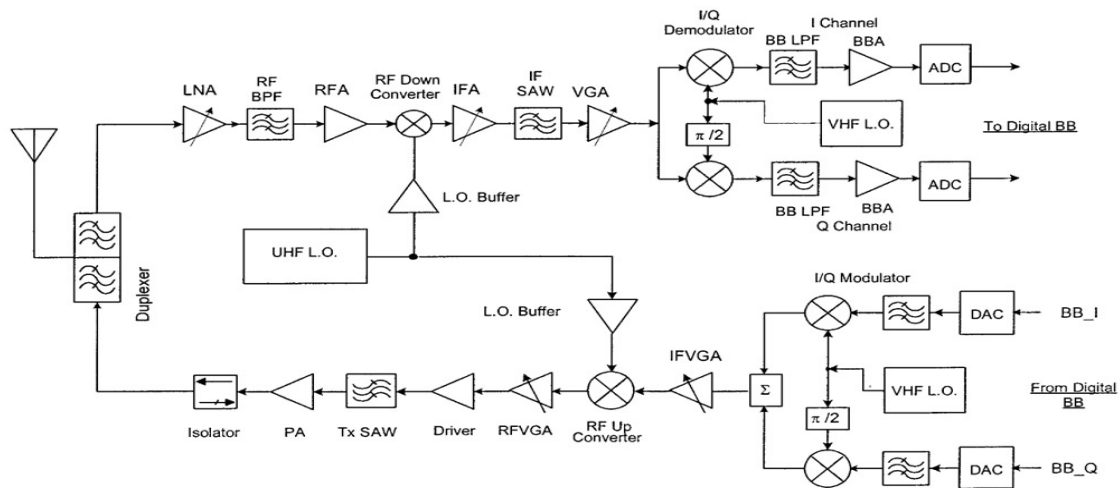 I/Q
Demodulator
I Channel
BB LPF
BBA
ADC
LNA
RF
BPF
RFA
RF Down
Converter
IFA
IF
SAW
VGA
π /2
VHF L.O.
To Digital BB
L.O. Buffer
BB LPF
BBA
ADC
Q Channel
UHF L.O.
Duplexer
L.O. Buffer
I/Q Modulator
DAC
BB_I
IFVGA
Σ
π /2
VHF L.O.
From Digital
BB
Isolator
PA
Tx SAW
Driver
RFVGA
RF Up
Converter
DAC
BB_Q